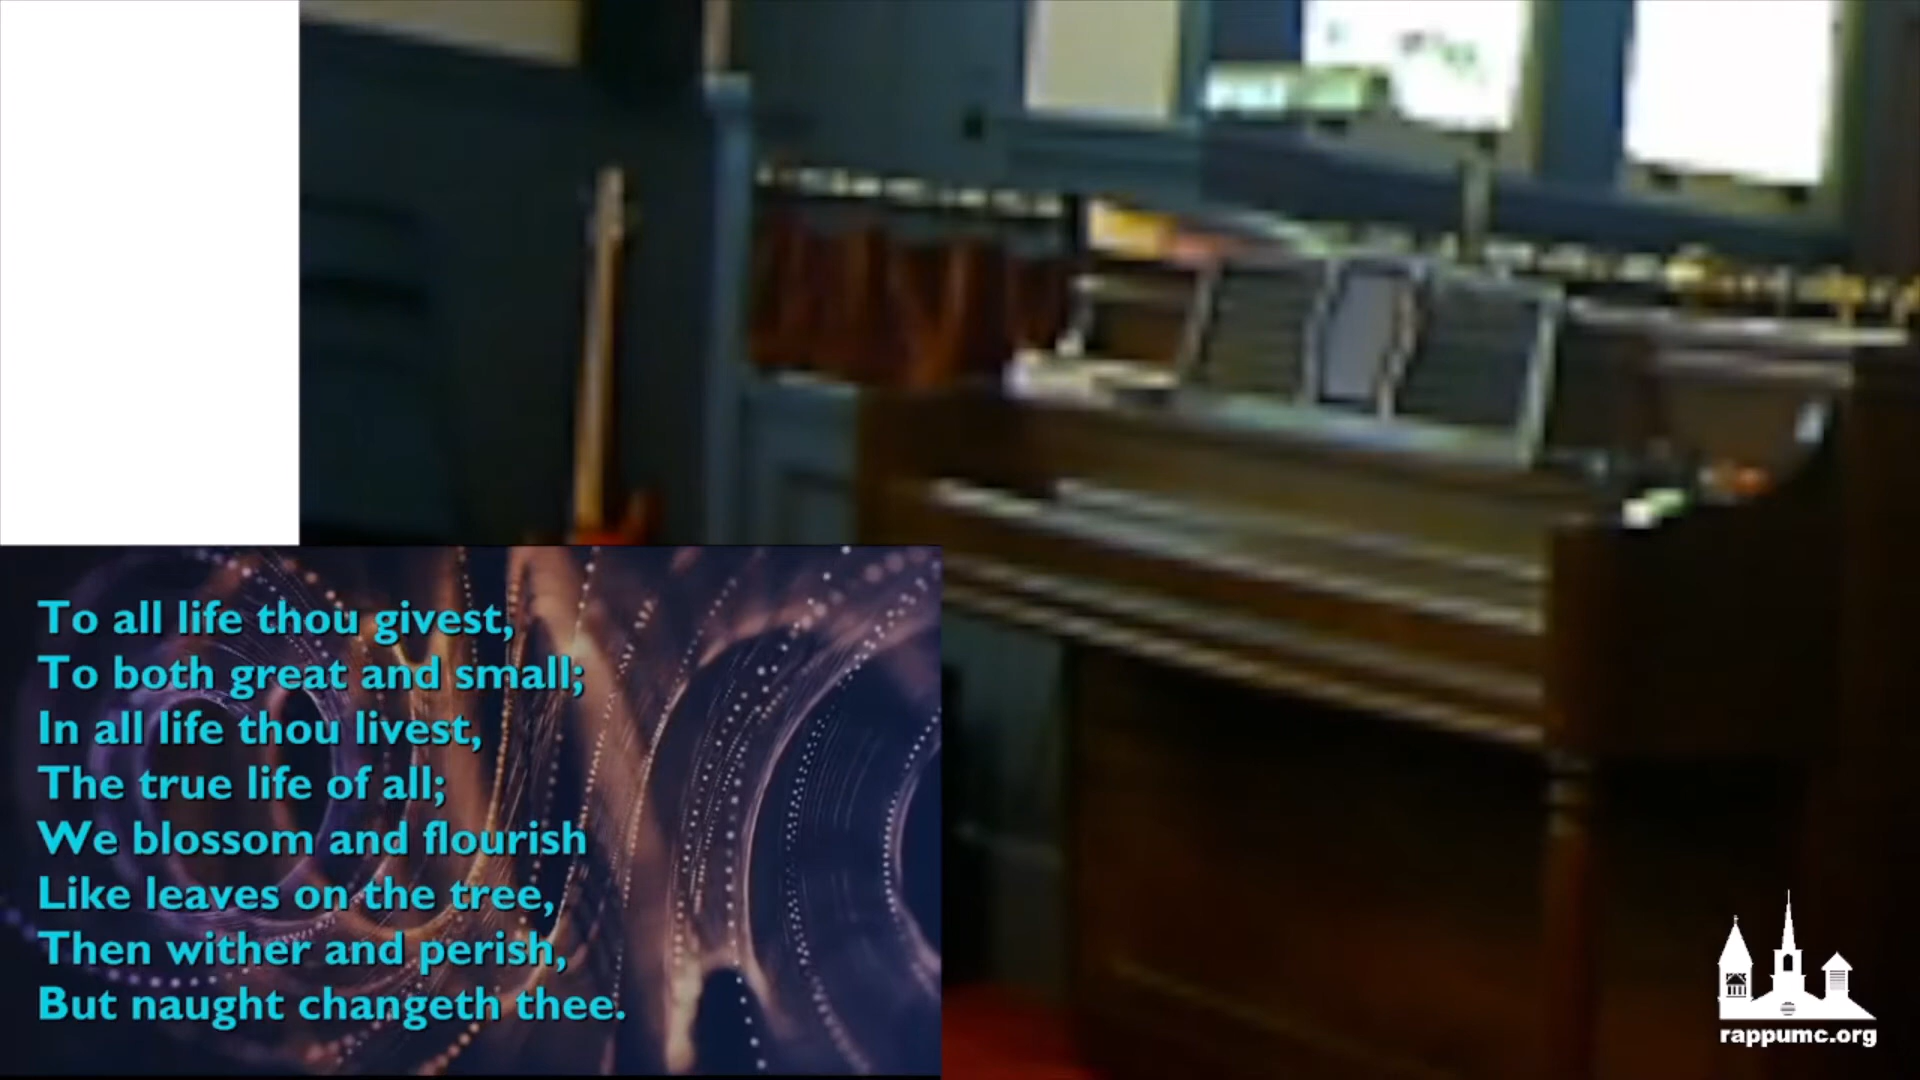 To all life thou givest,
To both great and small;
In all life thou livest,
The true life of all;
We blossom and flourish
Like leaves on the tree,
Then wither and perish,
But naught changeth thee.
rappumc.org